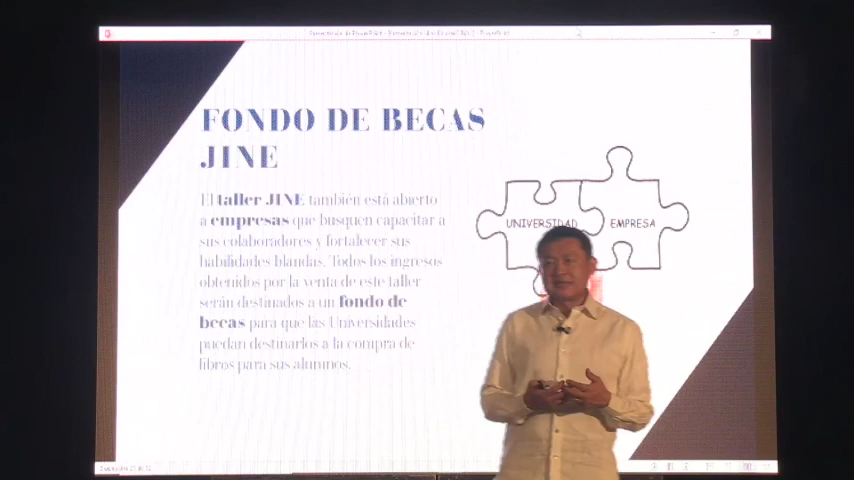 FONDO DE BECAS
JINE
El taller JINE también está abierto
a empresas que busquen capacitar a
sus colaboradores y fortalecer sus
habilidades blandas. Todos los ingresos
obtenidos por la venta de este taller
serán destinados a un fondo de
becas para que las Universidades
puedan destinarlos a la compra de
libros para sus alumnos.
UNIVERSIDAD
EMPRESA